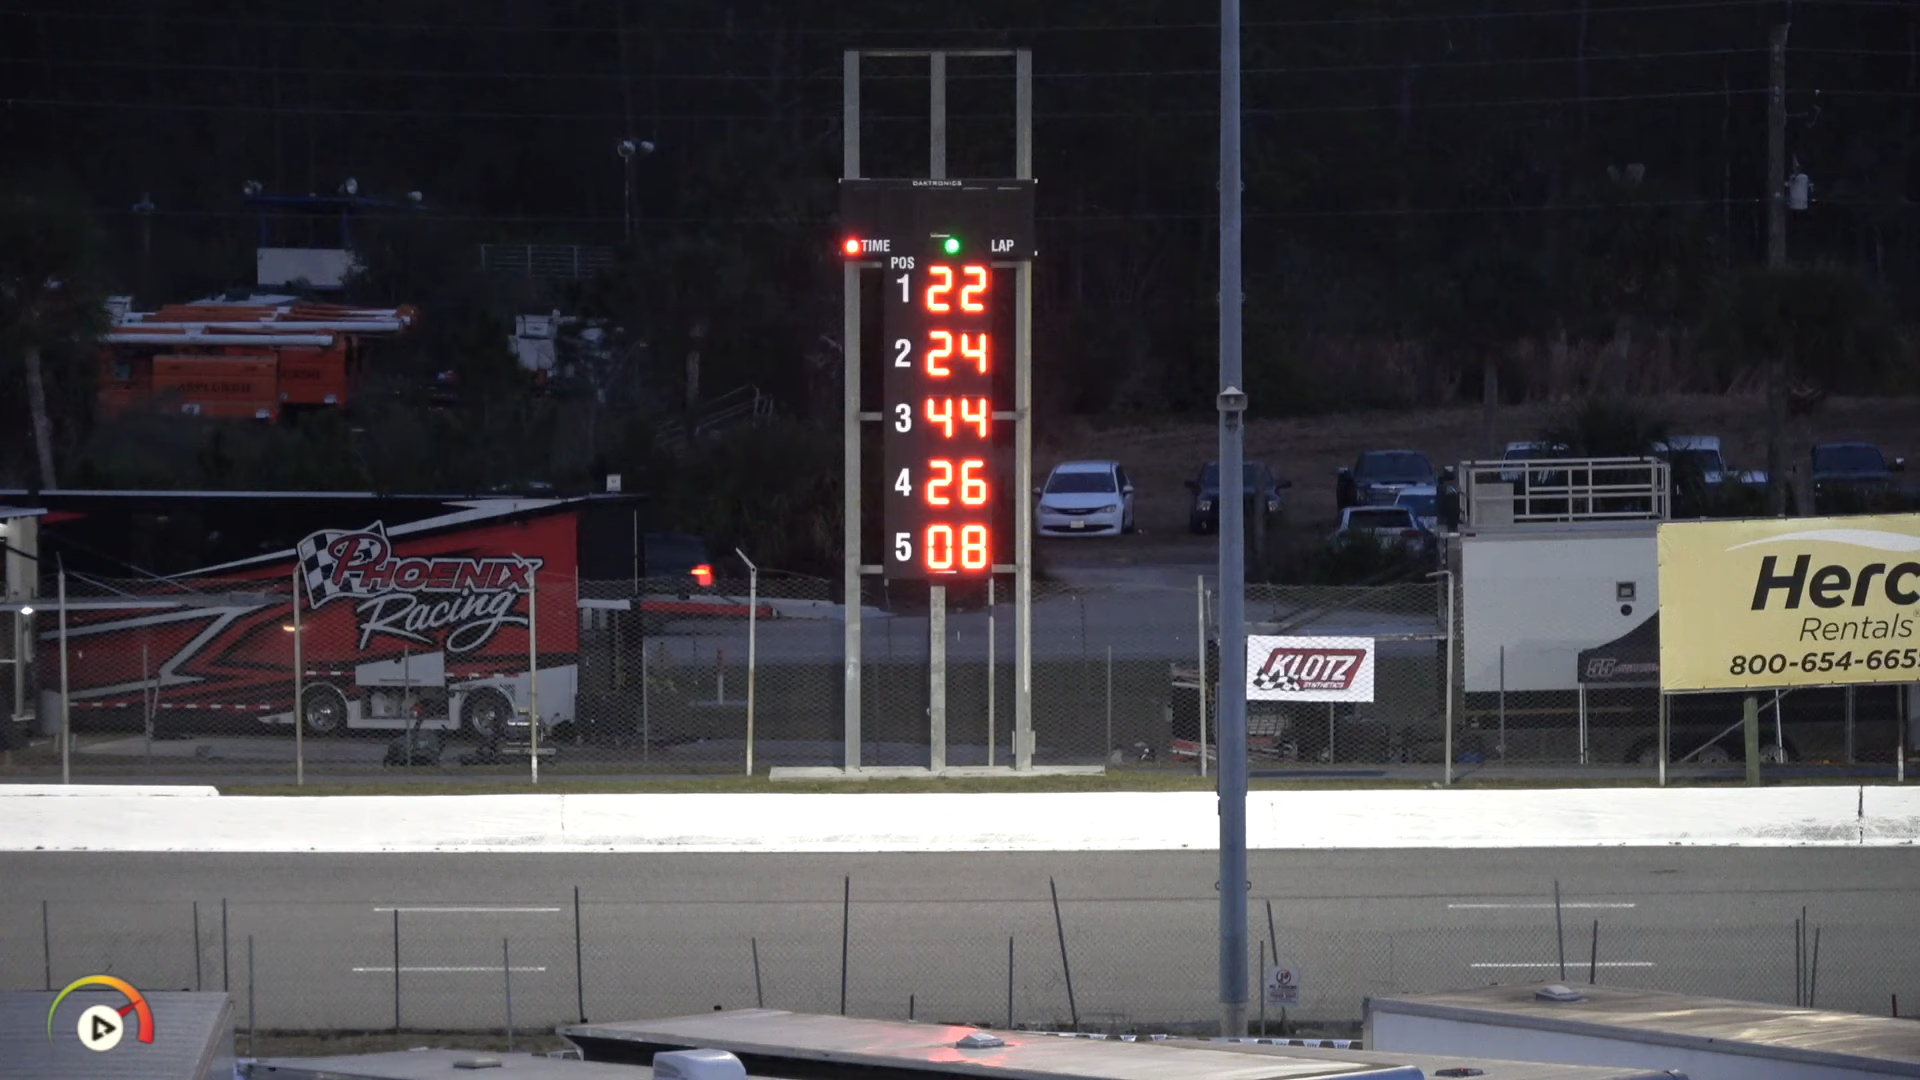 DAKTRONICS
TIME LAP
POS
1 22
2 24
3 44
4 26
5 08
PHOENIX
Racing
KLOTZ
SYNTHETICS
55
Herc
Rentals
800-654-665